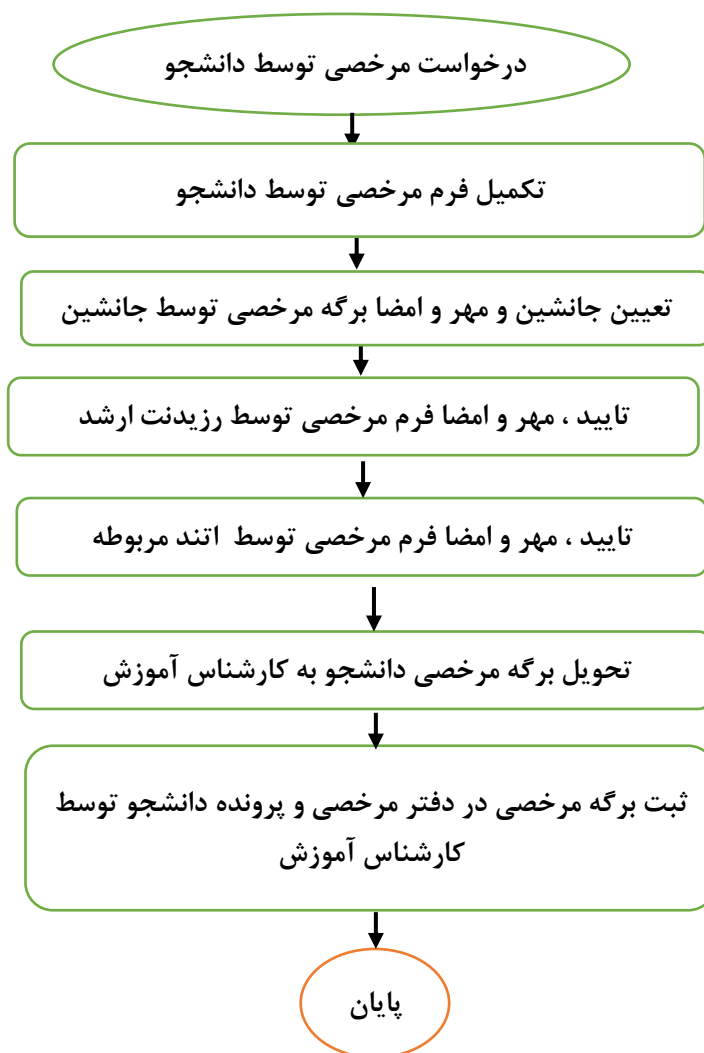 درخواست مرخصی توسط دانشجو
تکمیل فرم مرخصی توسط دانشجو
تعیین جانشین و مهر و امضا برگه مرخصی توسط جانشین
تایید ، مهر و امضا فرم مرخصی توسط رزیدنت ارشد
تایید ، مهر و امضا فرم مرخصی توسط اتند مربوطه
تحویل برگه مرخصی دانشجو به کارشناس آموزش
ثبت برگه مرخصی در دفتر مرخصی و پرونده دانشجو توسط
کارشناس آموزش
پایان